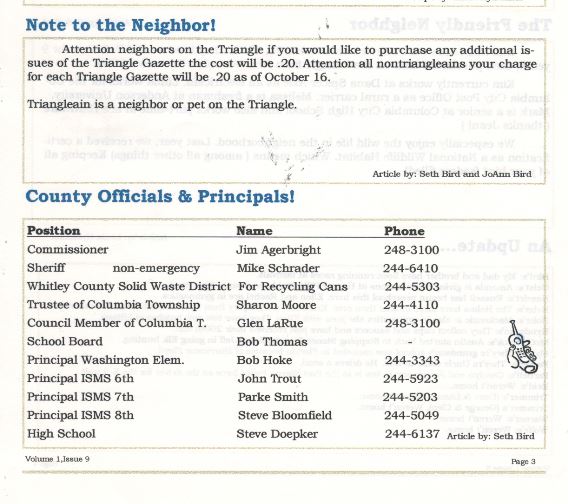 Note to the Neighbor!
Attention neighbors on the Triangle if you would like to purchase any additional is-
sues of the Triangle Gazette the cost will be .20. Attention all nontriangleains your charge
for each Triangle Gazette will be .20 as of October 16.
Triangleain is a neighbor or pet on the Triangle.
Article by: Seth Bird and JoAnn Bird
County Officials & Principals!
Position Name Phone
Commissioner Jim Agerbright 248-3100
Sheriff non-emergency Mike Schrader 244-6410
Whitley County Solid Waste District For Recycling Cans 244-5303
Trustee of Columbia Township Sharon Moore 244-4110
Council Member of Columbia T. Glen LaRue 248-3100
School Board Bob Thomas
Principal Washington Elem. Bob Hoke 244-3343
Principal ISMS 6th John Trout 244-5923
Principal ISMS 7th Parke Smith 244-5203
Principal ISMS 8th Steve Bloomfield 244-5049
High School Steve Doepker 244-6137 Article by: Seth Bird
Volume 1,Issue 9 Page 3